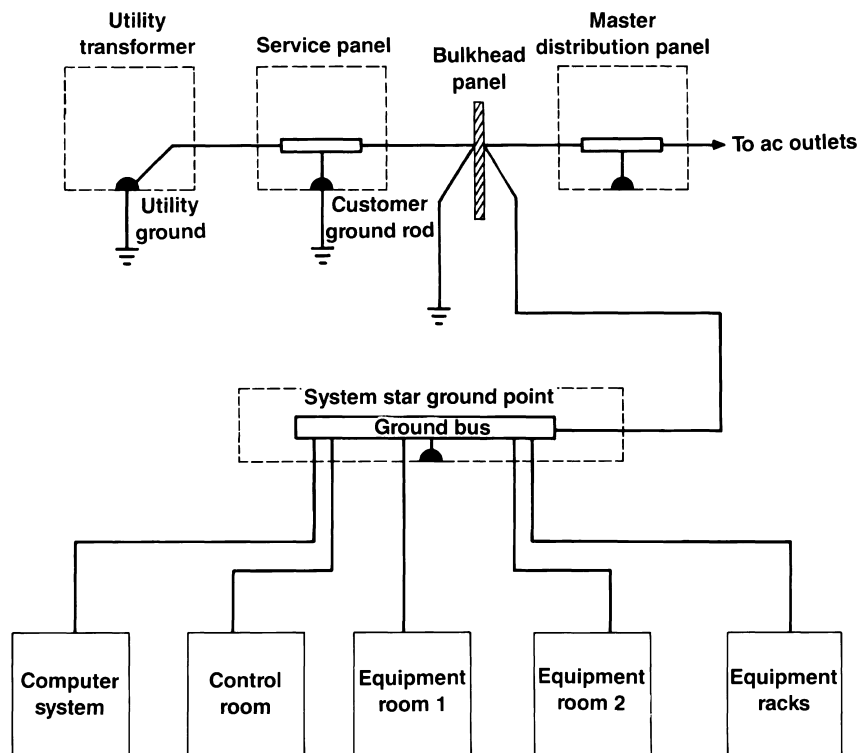 Utility
transformer
Service panel
Bulkhead
panel
Master
distribution panel
To ac outlets
Utility
ground
Customer
ground rod
System star ground point
Ground bus
Computer
system
Control
room
Equipment
room 1
Equipment
room 2
Equipment
racks